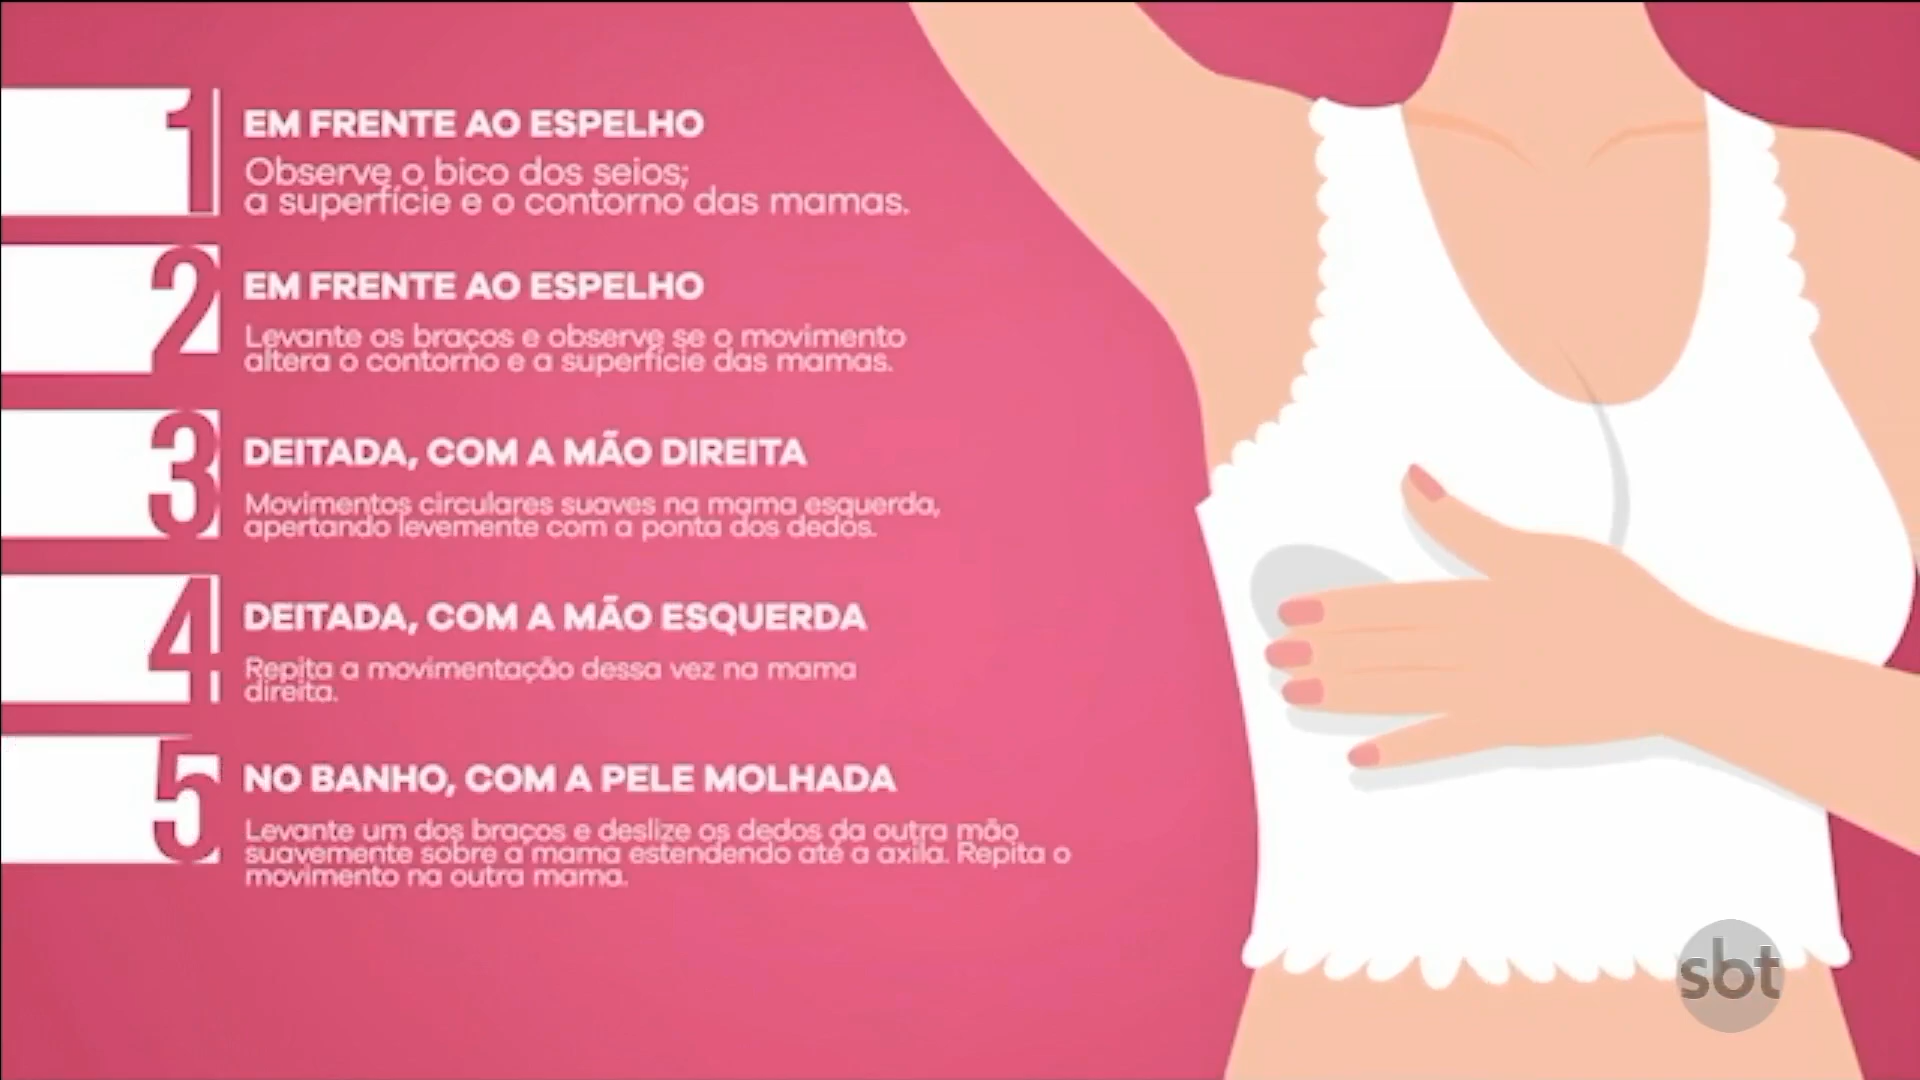 1
EM FRENTE AO ESPELHO
Observe o bico dos seios;
a superfície e o contorno das mamas.
2
EM FRENTE AO ESPELHO
Levante os braços e observe se o movimento
altera o contorno e a superfície das mamas.
3
DEITADA, COM A MÃO DIREITA
Movimentos circulares suaves na mama esquerda,
apertando levemente com a ponta dos dedos.
4
DEITADA, COM A MÃO ESQUERDA
Repita a movimentação dessa vez na mama
direita.
5
NO BANHO, COM A PELE MOLHADA
Levante um dos braços e deslize os dedos da outra mão
suavemente sobre a mama estendendo até a axila. Repita o
movimento na outra mama.
sbt